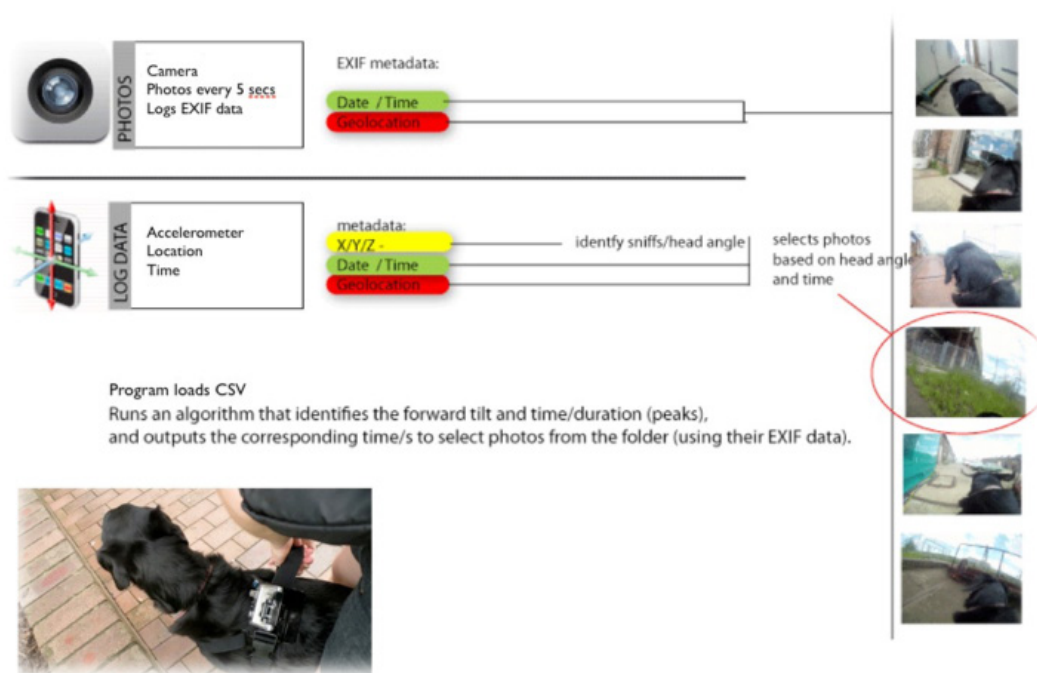 PHOTOS
Camera
Photos every 5 secs
Logs EXIF data
EXIF metadata:
Date / Time
Geolocation
LOG DATA
Accelerometer
Location
Time
metadata:
X/Y/Z -
Date / Time
Geolocation
identfy sniffs/head angle
selects photos
based on head angle
and time
Program loads CSV
Runs an algorithm that identifies the forward tilt and time/duration (peaks),
and outputs the corresponding time/s to select photos from the folder (using their EXIF data).